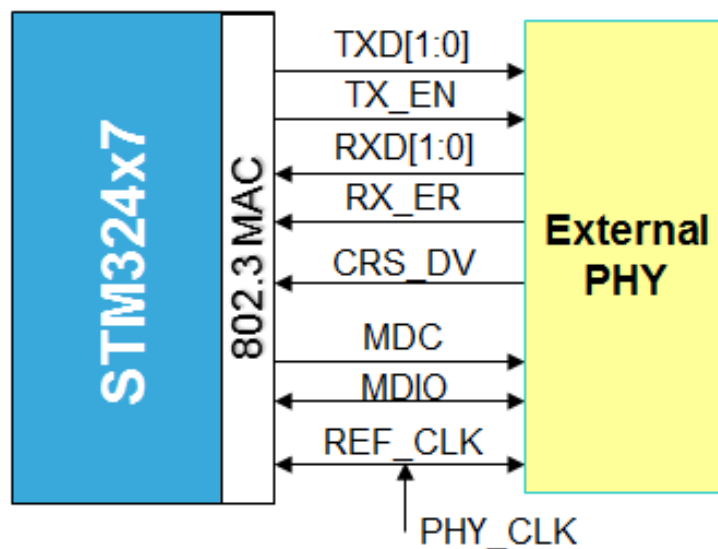 STM324x7
802.3 MAC
TXD[1:0]
TX_EN
RXD[1:0]
RX_ER
CRS_DV
MDC
MDIO
REF_CLK
PHY_CLK
External
PHY